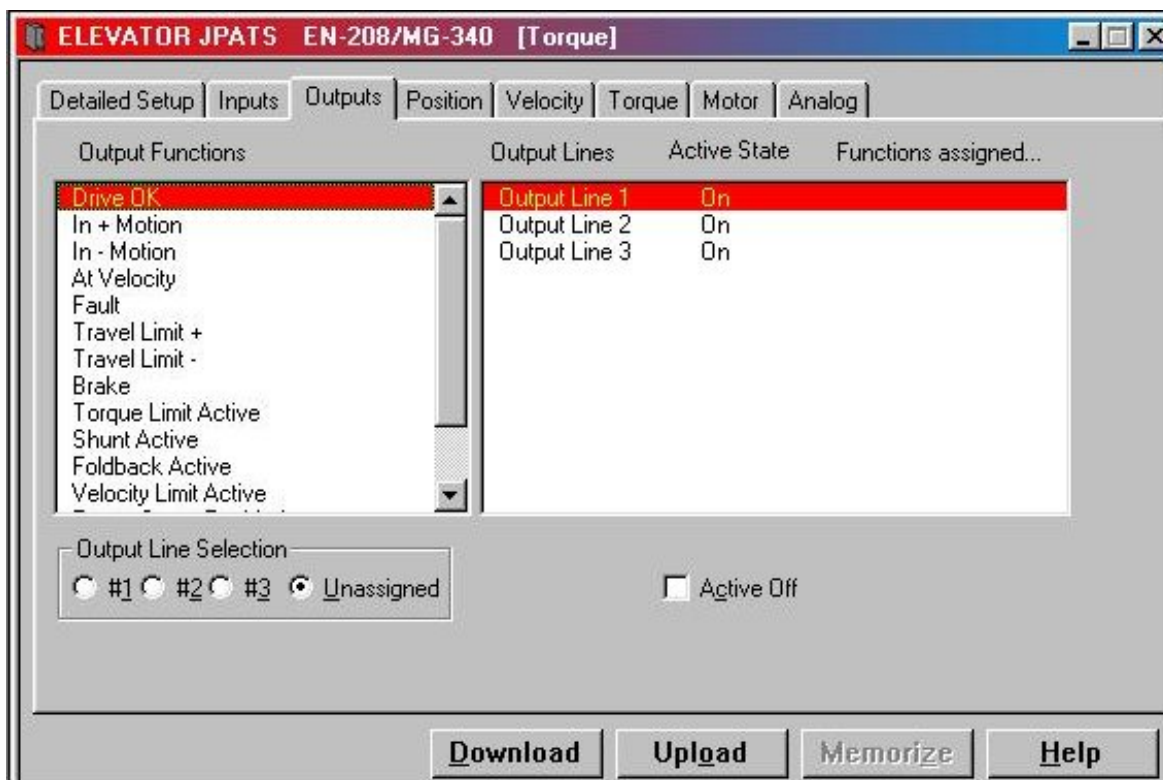 ELEVATOR JPATS EN-208/MG-340 [Torque]
Detailed Setup Inputs Outputs Position Velocity Torque Motor Analog
Output Functions Output Lines Active State Functions assigned...
Drive OK
In + Motion
In - Motion
At Velocity
Fault
Travel Limit +
Travel Limit -
Brake
Torque Limit Active
Shunt Active
Foldback Active
Velocity Limit Active
Output Line 1 On
Output Line 2 On
Output Line 3 On
Output Line Selection
#1 #2 #3 Unassigned
Active Off
Download Upload Memorize Help